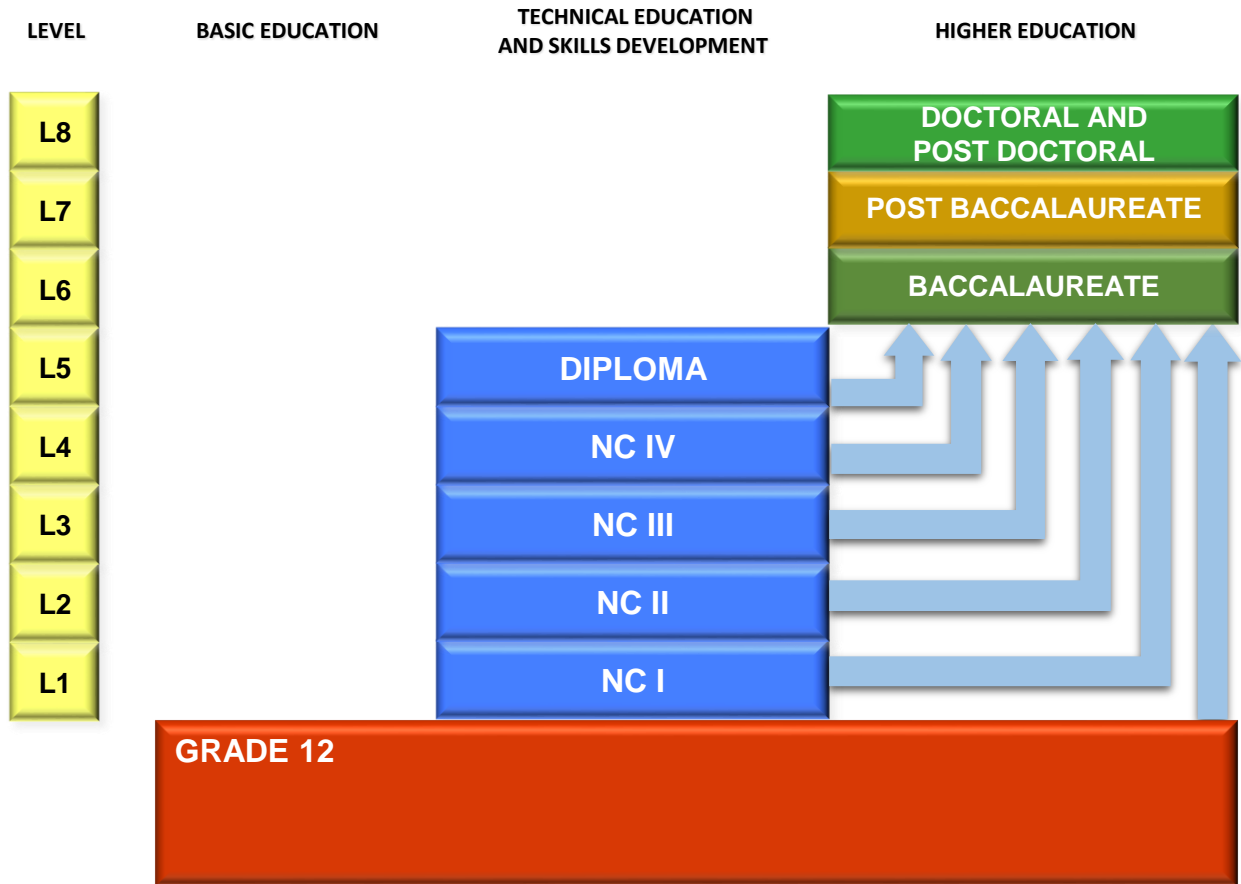 LEVEL
BASIC EDUCATION
TECHNICAL EDUCATION
AND SKILLS DEVELOPMENT
HIGHER EDUCATION
L8
DOCTORAL AND
POST DOCTORAL
L7
POST BACCALAUREATE
L6
BACCALAUREATE
L5
DIPLOMA
L4
NC IV
L3
NC III
L2
NC II
L1
NC I
GRADE 12